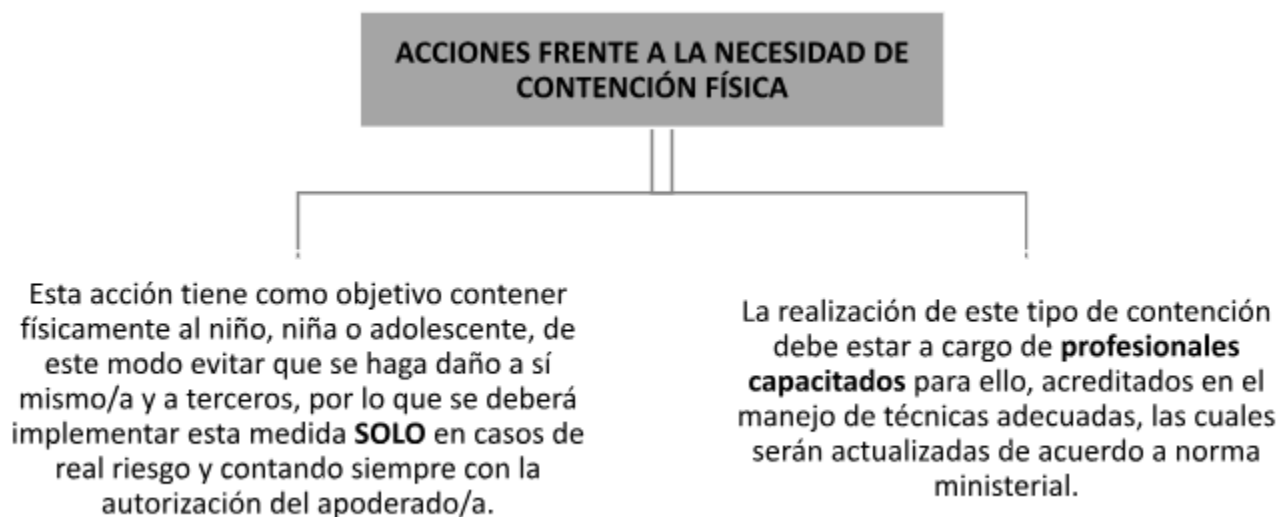 ACCIONES FRENTE A LA NECESIDAD DE
CONTENCIÓN FÍSICA
Esta acción tiene como objetivo contener
físicamente al niño, niña o adolescente, de
este modo evitar que se haga daño a sí
mismo/a y a terceros, por lo que se deberá
implementar esta medida SOLO en casos de
real riesgo y contando siempre con la
autorización del apoderado/a.
La realización de este tipo de contención
debe estar a cargo de profesionales
capacitados para ello, acreditados en el
manejo de técnicas adecuadas, las cuales
serán actualizadas de acuerdo a norma
ministerial.